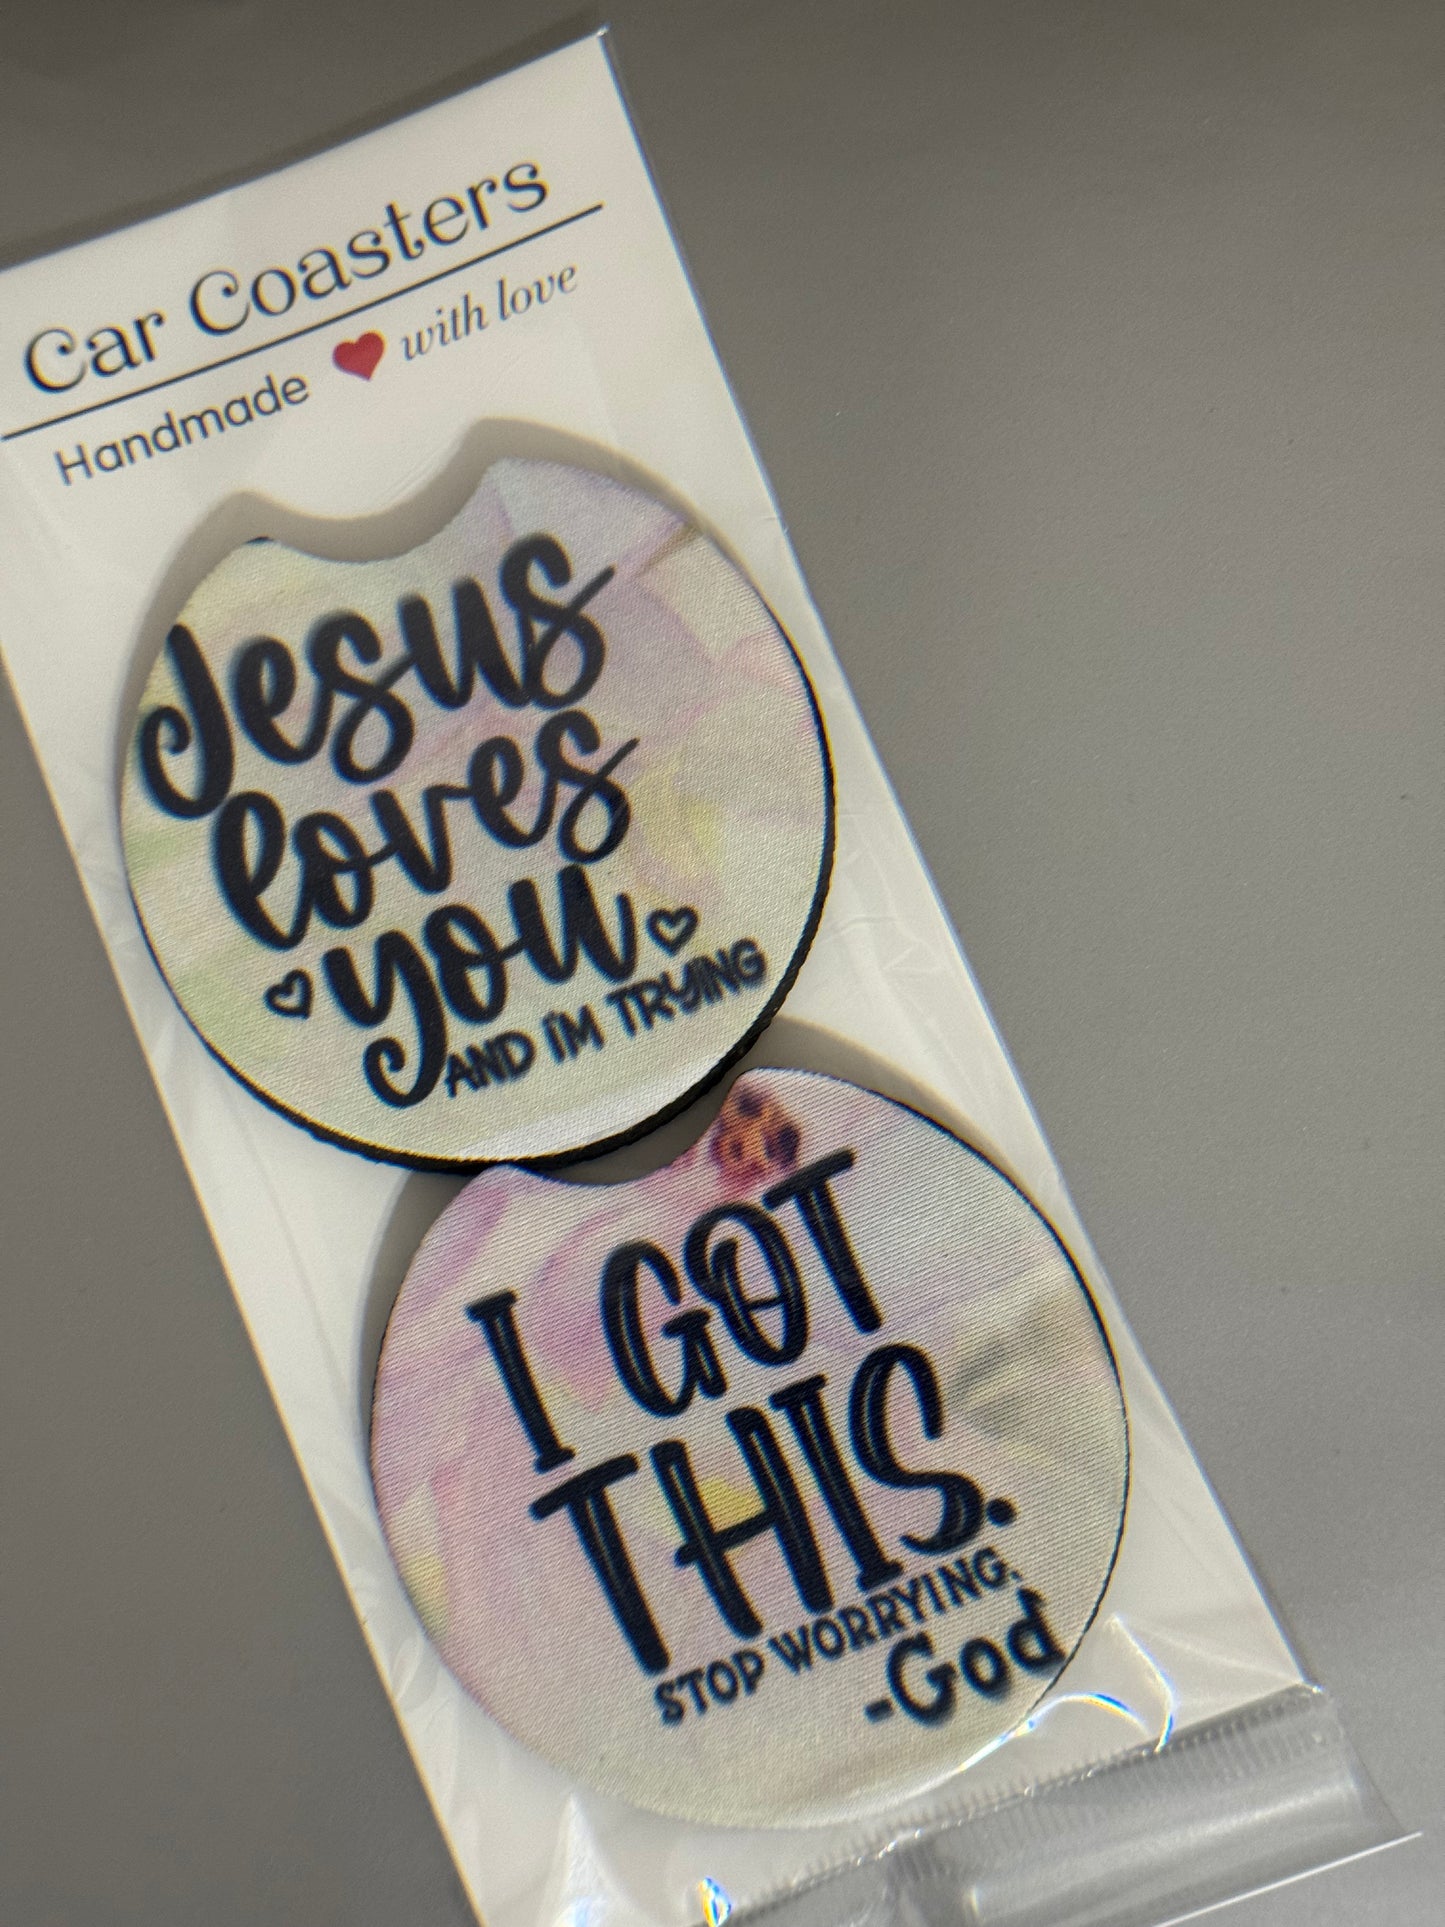 Car Coasters
Handmade ❤ with love
Jesus
loves
you
AND I'M TRYING
I GOT
THIS.
STOP WORRYING.
-God